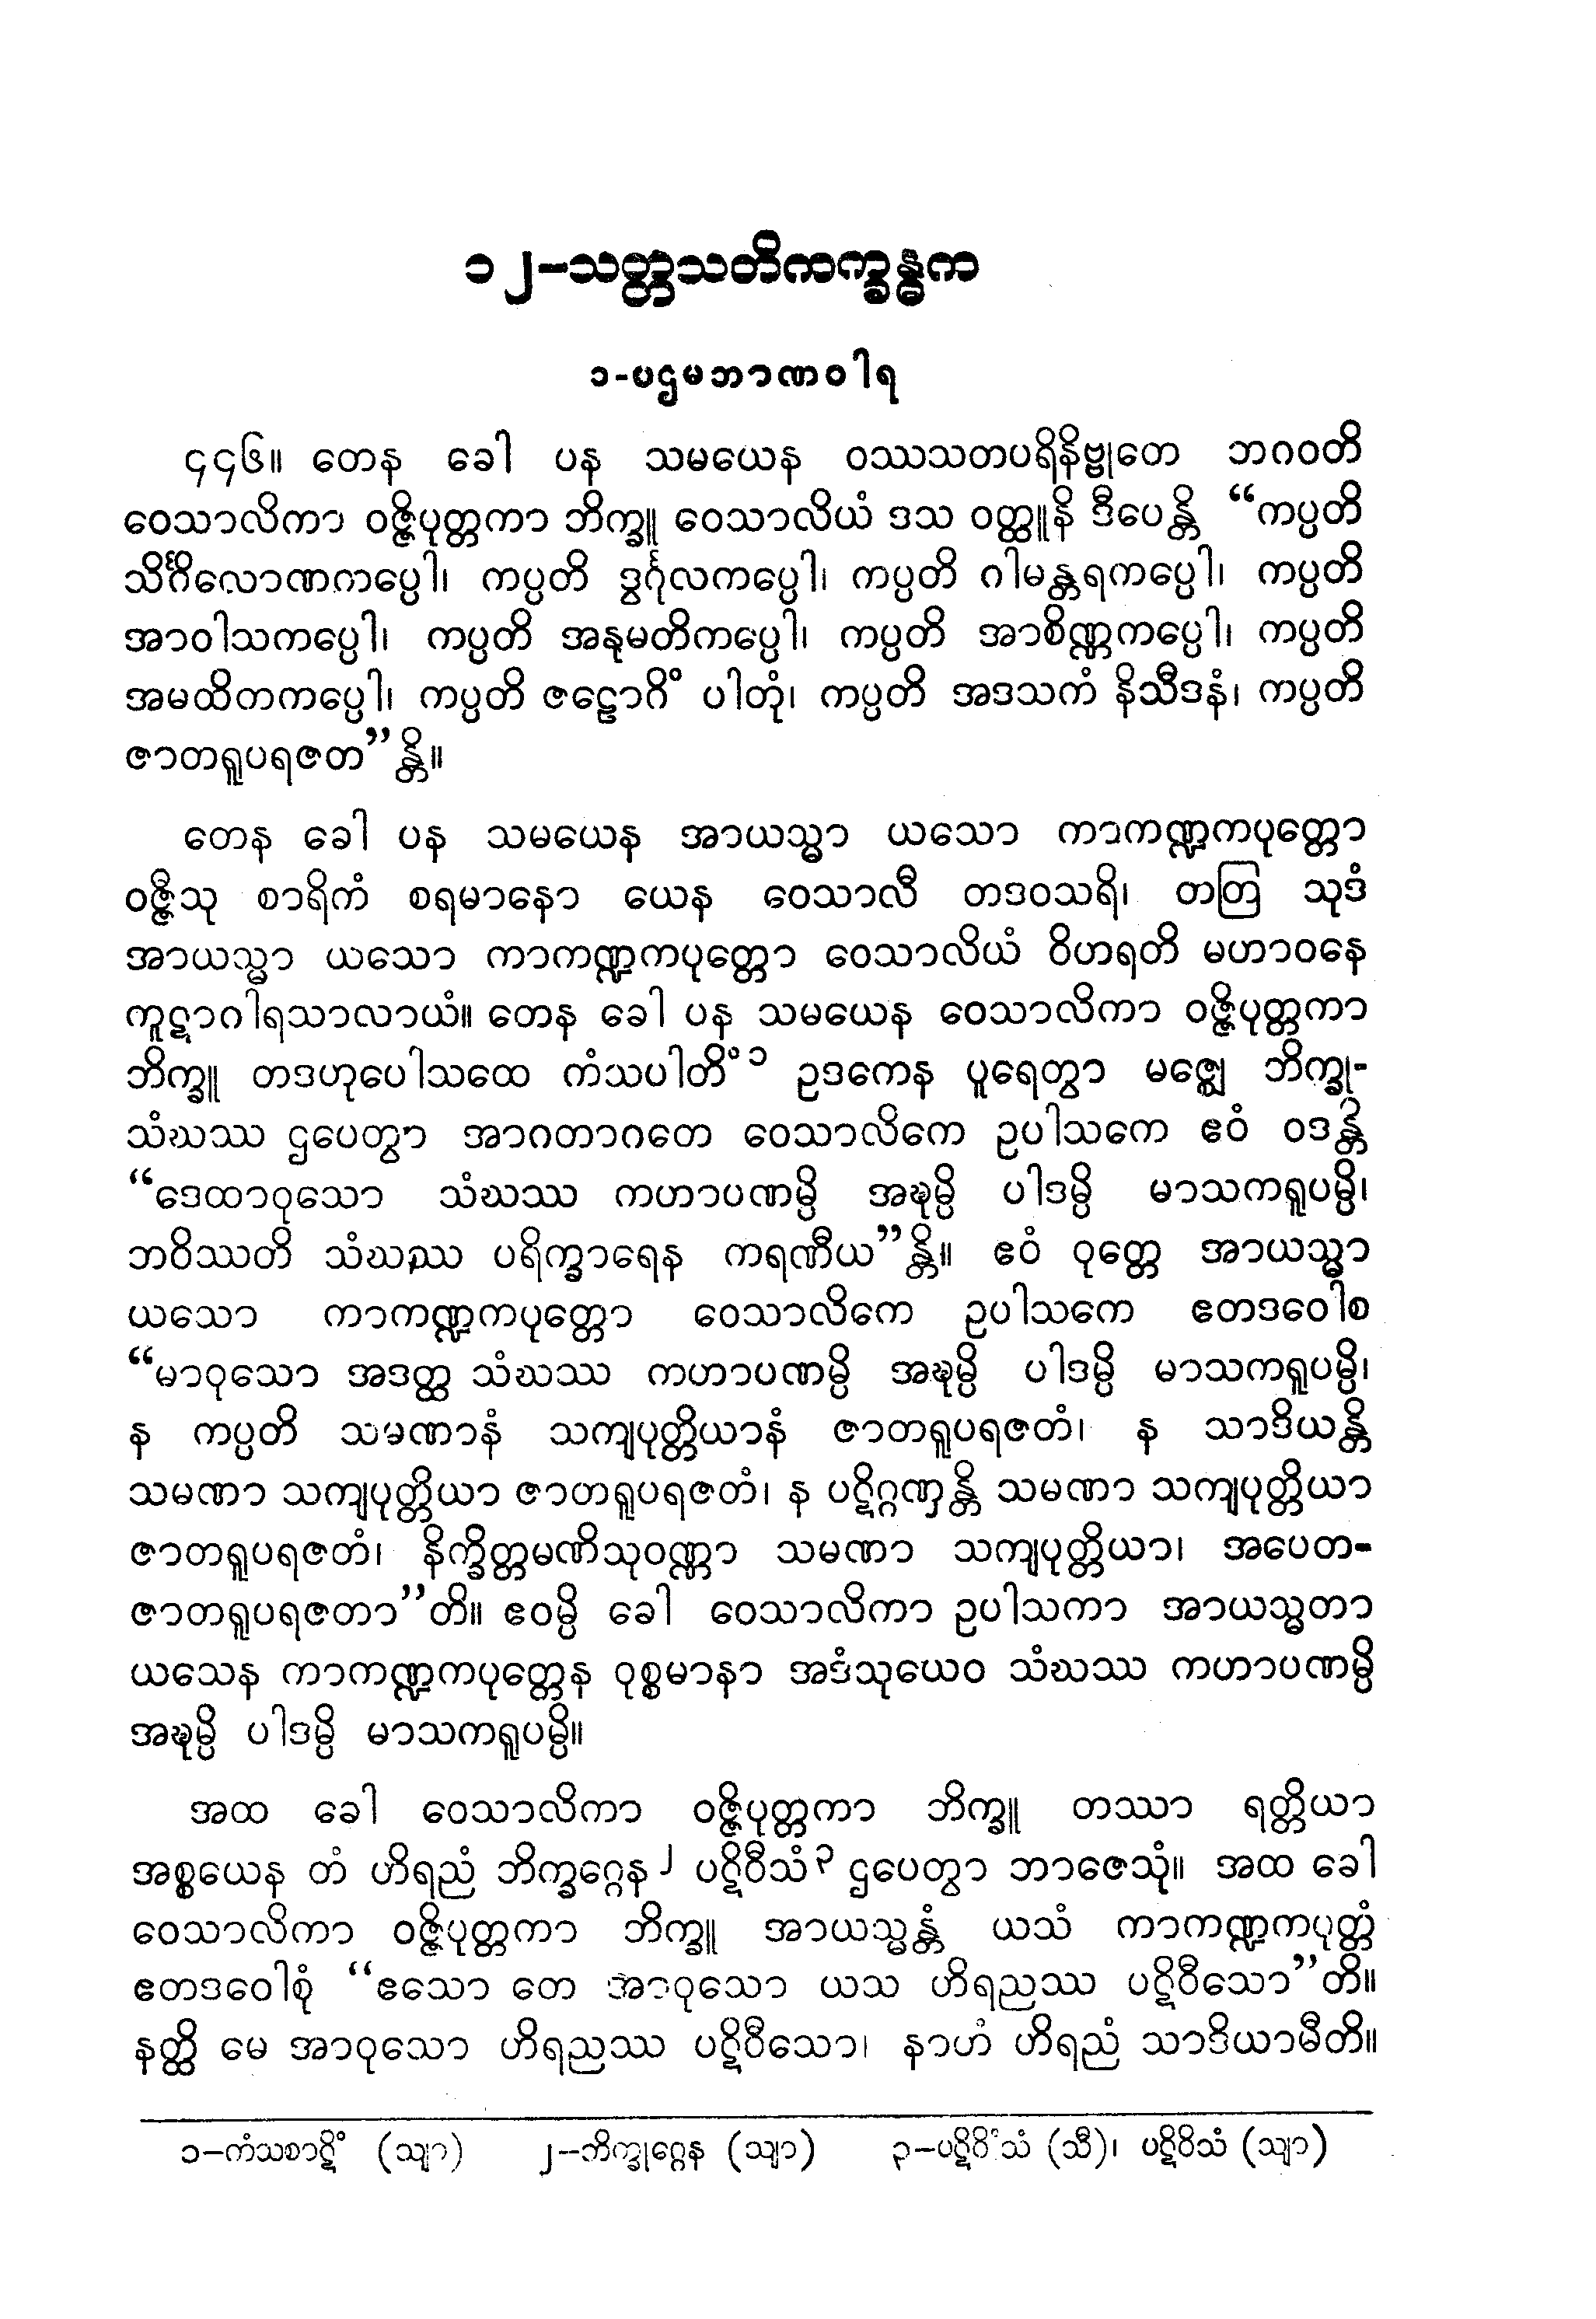 ၁၂-သတ္တသတိကက္ခန္ဓက
၁-ပဌမဘာဏဝါရ
၄၄၆။ တေန ခေါ ပန သမယေန ဝဿသတပရိနိဗ္ဗုတေ ဘဂဝတိ
ဝေသာလိကာ ဝဇ္ဇိပုတ္တကာ ဘိက္ခူ ဝေသာလိယံ ဒသ ဝတ္ထူနိ ဒီပေန္တိ “ကပ္ပတိ
သိင်္ဂိလောဏကပ္ပေါ၊ ကပ္ပတိ ဒွင်္ဂုလကပ္ပေါ၊ ကပ္ပတိ ဂါမန္တရကပ္ပေါ၊ ကပ္ပတိ
အာဝါသကပ္ပေါ၊ ကပ္ပတိ အနုမတိကပ္ပေါ၊ ကပ္ပတိ အာစိဏ္ဏကပ္ပေါ၊ ကပ္ပတိ
အမထိတကပ္ပေါ၊ ကပ္ပတိ ဇဠောဂိံ ပါတုံ၊ ကပ္ပတိ အဒသကံ နိသီဒနံ၊ ကပ္ပတိ
ဇာတရူပရဇတ”န္တိ။
တေန ခေါ ပန သမယေန အာယသ္မာ ယသော ကာကဏ္ဍကပုတ္တော
ဝဇ္ဇီသု စာရိကံ စရမာနော ယေန ဝေသာလီ တဒဝသရိ၊ တတြ သုဒံ
အာယသ္မာ ယသော ကာကဏ္ဍကပုတ္တော ဝေသာလိယံ ဝိဟရတိ မဟာဝနေ
ကူဋာဂါရသာလာယံ။ တေန ခေါ ပန သမယေန ဝေသာလိကာ ဝဇ္ဇိပုတ္တကာ
ဘိက္ခူ တဒဟုပေါသထေ ကံသပါတိံ၁ ဥဒကေန ပူရေတွာ မဇ္ဈေ ဘိက္ခု-
သံဃဿ ဌပေတွာ အာဂတာဂတေ ဝေသာလိကေ ဥပါသကေ ဧဝံ ဝဒန္တိ
“ဒေထာဝုသော သံဃဿ ကဟာပဏမ္ပိ အဍ္ဎမ္ပိ ပါဒမ္ပိ မာသကရူပမ္ပိ၊
ဘဝိဿတိ သံဃဿ ပရိက္ခာရေန ကရဏီယ”န္တိ။ ဧဝံ ဝုတ္တေ အာယသ္မာ
ယသော ကာကဏ္ဍကပုတ္တော ဝေသာလိကေ ဥပါသကေ ဧတဒဝေါစ
“မာဝုသော အဒတ္ထ သံဃဿ ကဟာပဏမ္ပိ အဍ္ဎမ္ပိ ပါဒမ္ပိ မာသကရူပမ္ပိ၊
န ကပ္ပတိ သမဏာနံ သကျပုတ္တိယာနံ ဇာတရူပရဇတံ၊ န သာဒိယန္တိ
သမဏာ သကျပုတ္တိယာ ဇာတရူပရဇတံ၊ န ပဋိဂ္ဂဏှန္တိ သမဏာ သကျပုတ္တိယာ
ဇာတရူပရဇတံ၊ နိက္ခိတ္တမဏိသုဝဏ္ဏာ သမဏာ သကျပုတ္တိယာ၊ အပေတ-
ဇာတရူပရဇတာ”တိ။ ဧဝမ္ပိ ခေါ ဝေသာလိကာ ဥပါသကာ အာယသ္မတာ
ယသေန ကာကဏ္ဍကပုတ္တေန ဝုစ္စမာနာ အဒံသုယေဝ သံဃဿ ကဟာပဏမ္ပိ
အဍ္ဎမ္ပိ ပါဒမ္ပိ မာသကရူပမ္ပိ။
အထ ခေါ ဝေသာလိကာ ဝဇ္ဇိပုတ္တကာ ဘိက္ခူ တဿာ ရတ္တိယာ
အစ္စယေန တံ ဟိရညံ ဘိက္ခဂ္ဂေန၂ ပဋိဝီသံ၃ ဌပေတွာ ဘာဇေသုံ။ အထ ခေါ
ဝေသာလိကာ ဝဇ္ဇိပုတ္တကာ ဘိက္ခူ အာယသ္မန္တံ ယသံ ကာကဏ္ဍကပုတ္တံ
ဧတဒဝေါစုံ “ဧသော တေ အာဝုသော ယသ ဟိရညဿ ပဋိဝီသော”တိ။
နတ္ထိ မေ အာဝုသော ဟိရညဿ ပဋိဝီသော၊ နာဟံ ဟိရညံ သာဒိယာမီတိ။
၁-ကံသစာဋိံ (သျာ) ၂-ဘိက္ခုဂ္ဂေန (သျာ) ၃-ပဋိဝိံသံ (သီ)၊ ပဋိဝိသံ (သျာ)